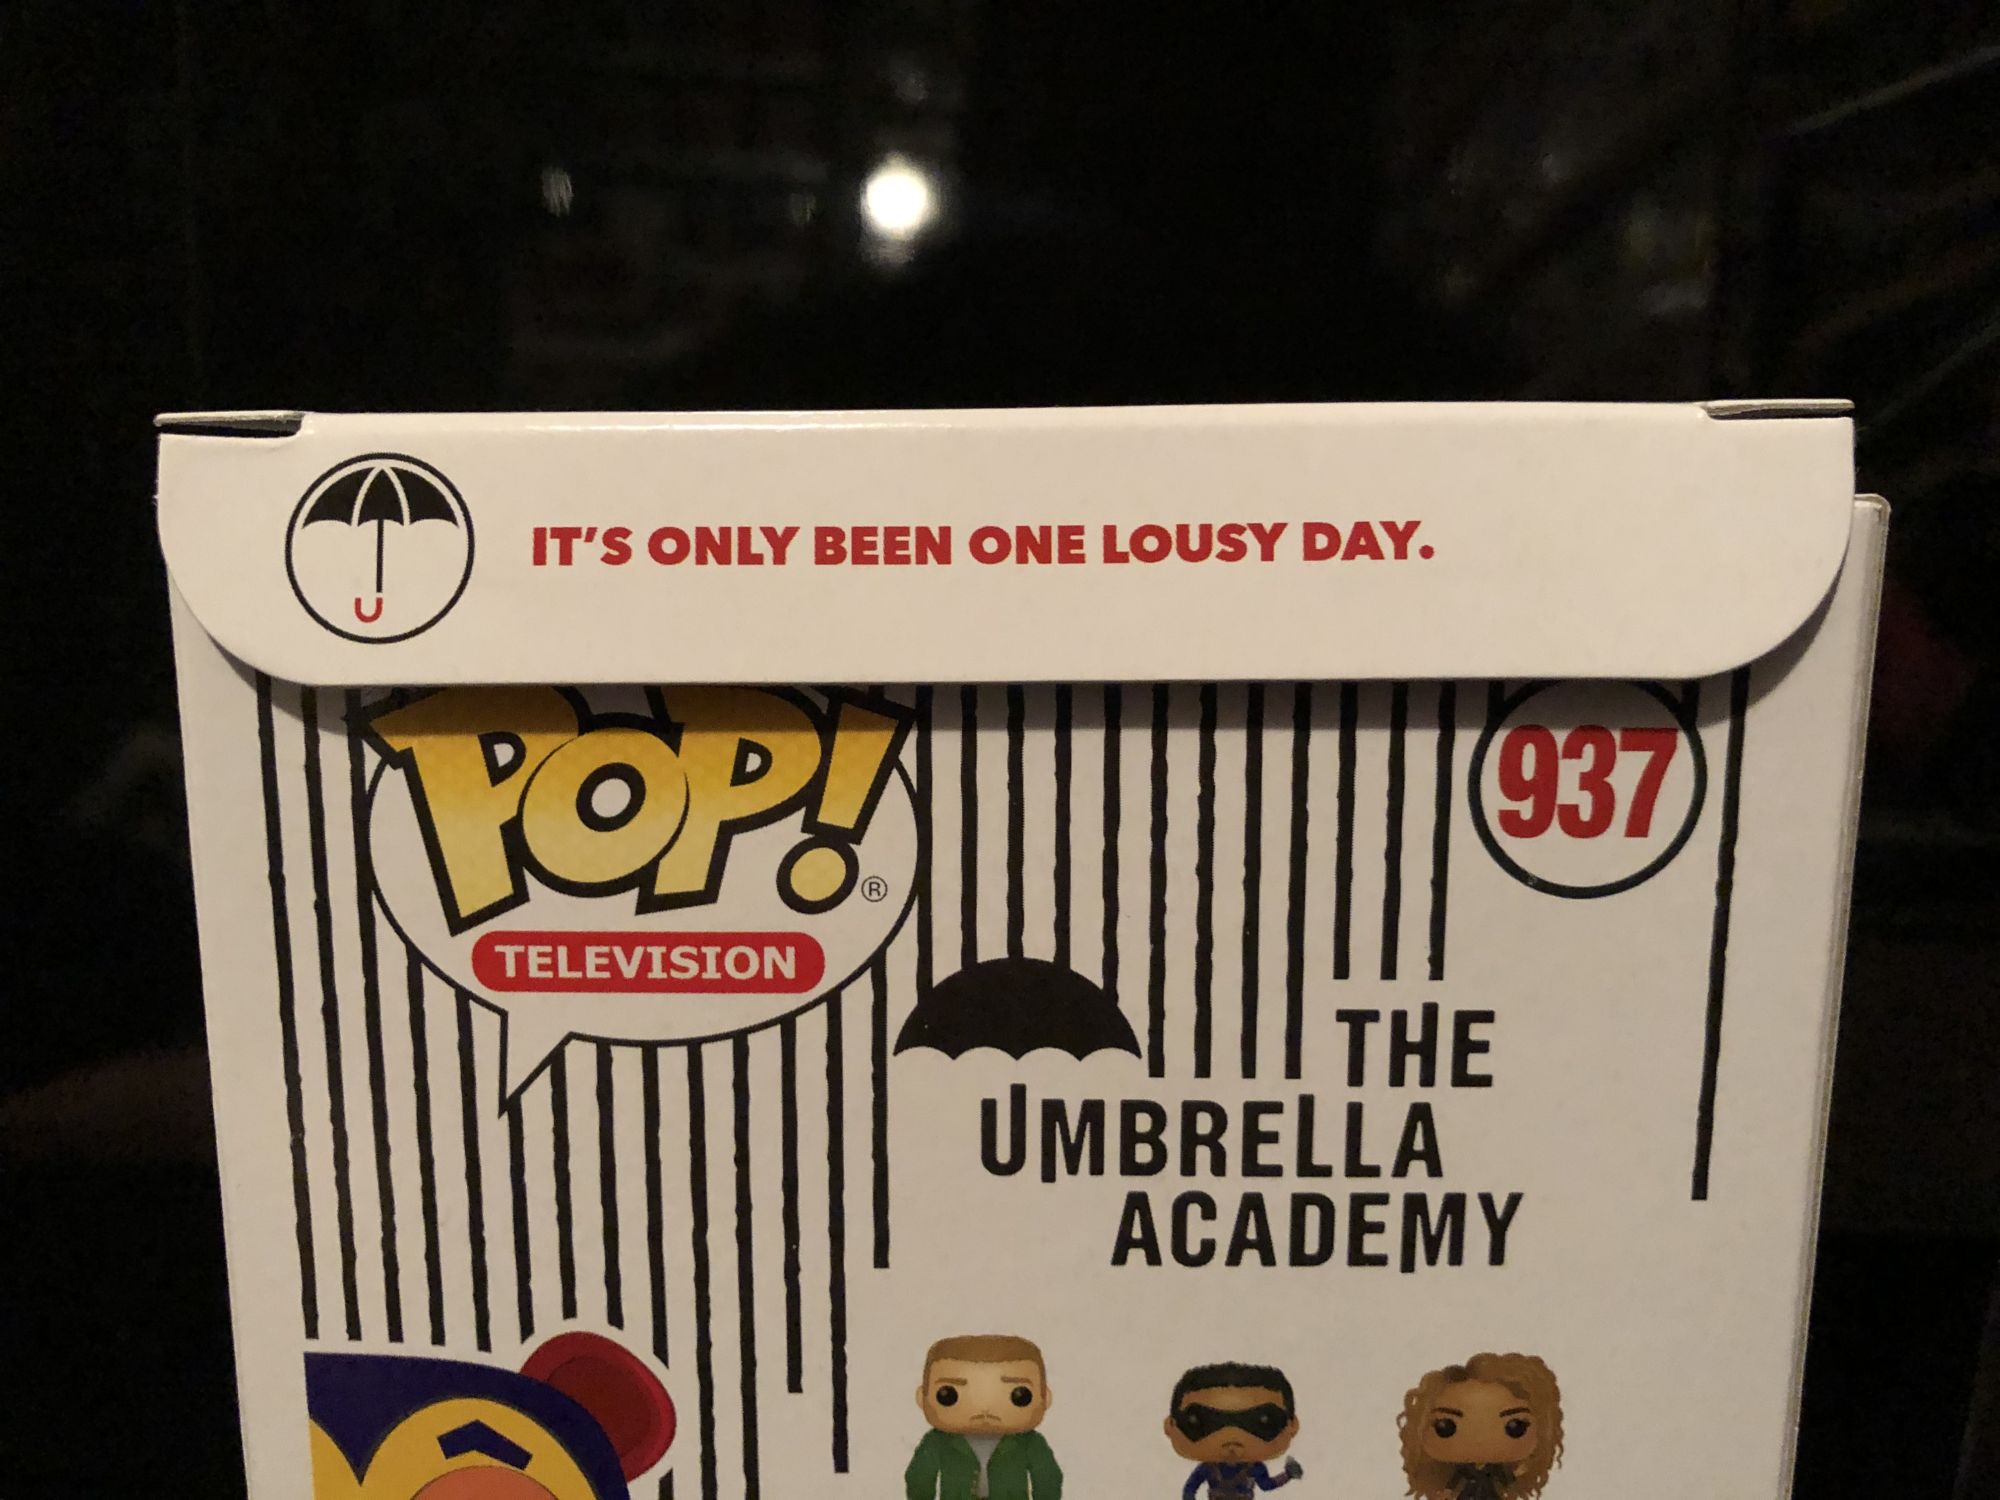 IT'S ONLY BEEN ONE LOUSY DAY.
POP!
®
TELEVISION
937
THE
UMBRELLA
ACADEMY